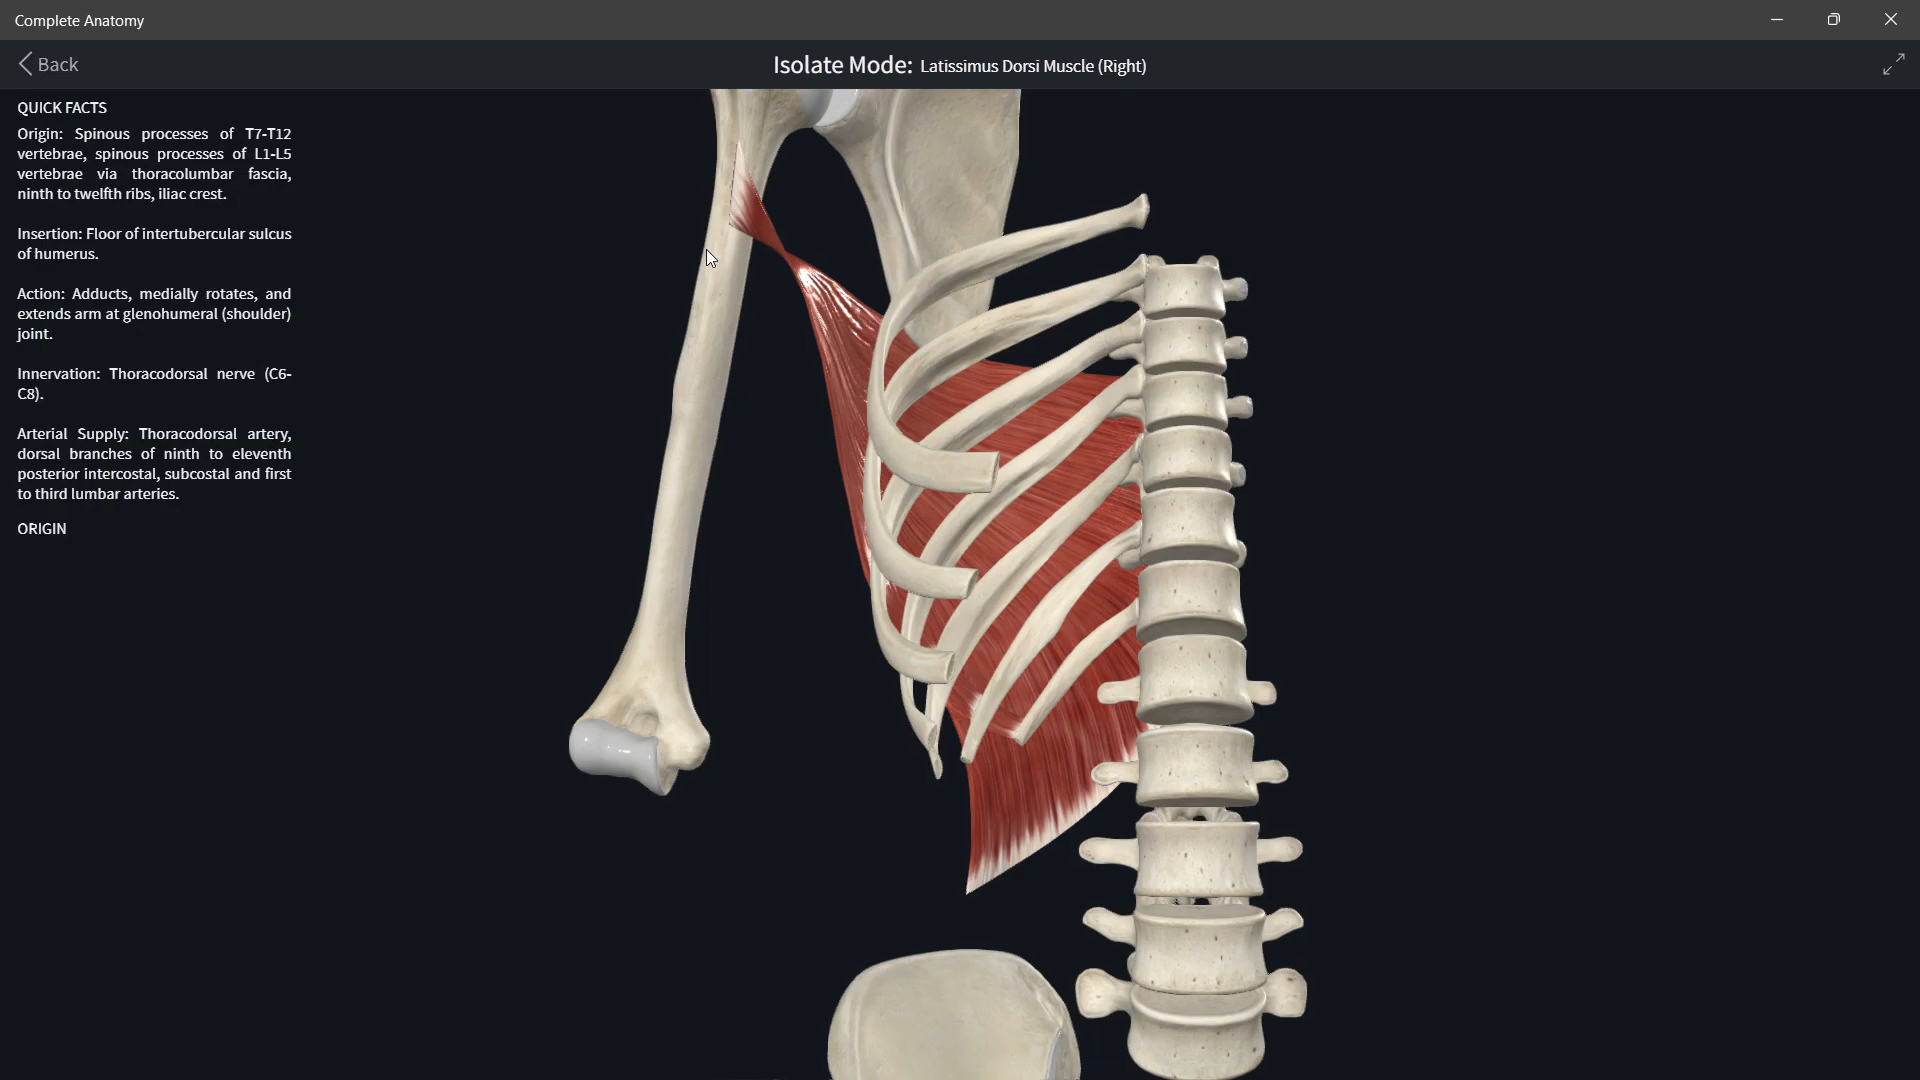 Complete Anatomy
Back
Isolate Mode: Latissimus Dorsi Muscle (Right)
QUICK FACTS
Origin: Spinous processes of T7-T12
vertebrae, spinous processes of L1-L5
vertebrae via thoracolumbar fascia,
ninth to twelfth ribs, iliac crest.
Insertion: Floor of intertubercular sulcus
of humerus.
Action: Adducts, medially rotates, and
extends arm at glenohumeral (shoulder)
joint.
Innervation: Thoracodorsal nerve (C6-
C8).
Arterial Supply: Thoracodorsal artery,
dorsal branches of ninth to eleventh
posterior intercostal, subcostal and first
to third lumbar arteries.
ORIGIN